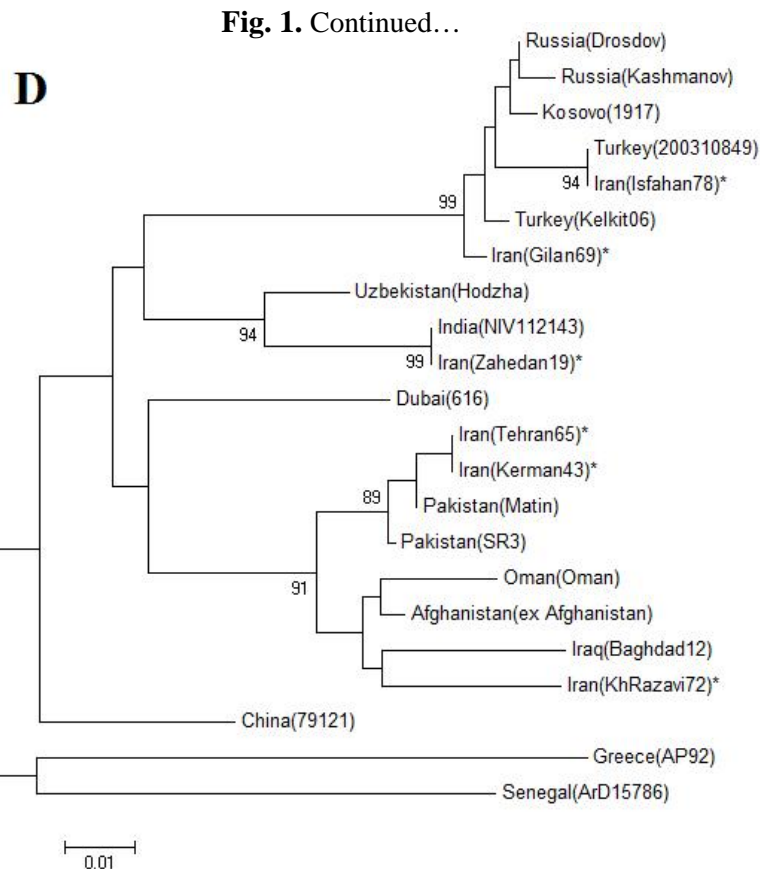 Fig. 1. Continued…
D
Russia(Drosdov)
Russia(Kashmanov)
Kosovo(1917)
Turkey(200310849)
94
Iran(Isfahan78)*
99
Turkey(Kelkit06)
Iran(Gilan69)*
Uzbekistan(Hodzha)
94
India(NIV112143)
99
Iran(Zahedan19)*
Dubai(616)
Iran(Tehran65)*
Iran(Kerman43)*
89
Pakistan(Matin)
Pakistan(SR3)
91
Oman(Oman)
Afghanistan(ex Afghanistan)
Iraq(Baghdad12)
Iran(KhRazavi72)*
China(79121)
Greece(AP92)
Senegal(ArD15786)
0.01